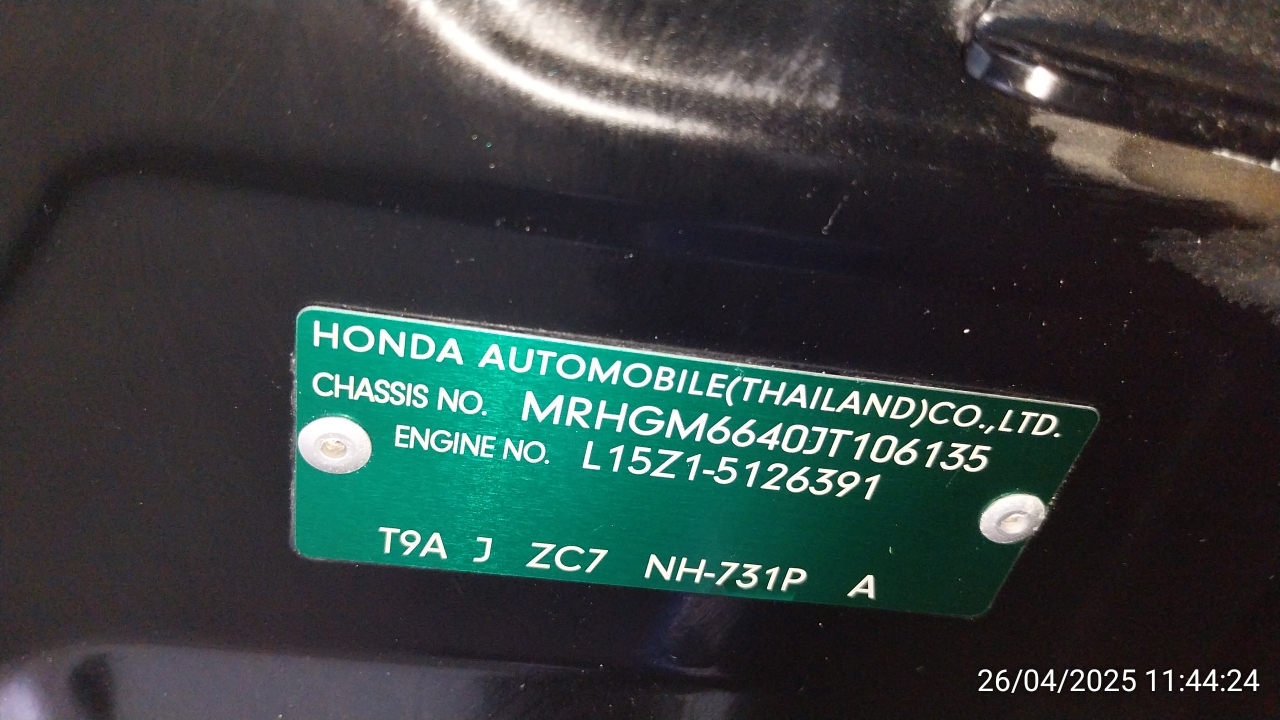 HONDA AUTOMOBILE(THAILAND)CO.,LTD.
CHASSIS NO. MRHGM6640JT106135
ENGINE NO. L15Z1-5126391
T9A J ZC7 NH-731P A
26/04/2025 11:44:24